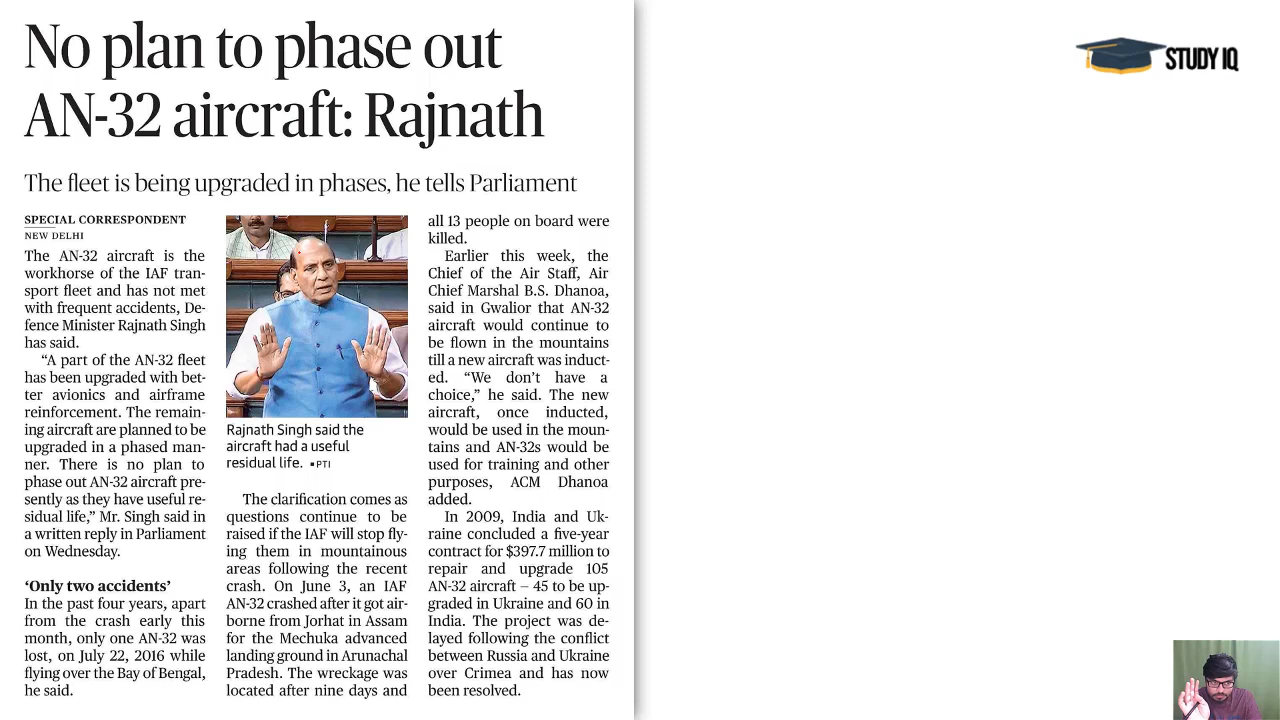 No plan to phase out
AN-32 aircraft: Rajnath
The fleet is being upgraded in phases, he tells Parliament
SPECIAL CORRESPONDENT
NEW DELHI
The AN-32 aircraft is the
workhorse of the IAF tran-
sport fleet and has not met
with frequent accidents, De-
fence Minister Rajnath Singh
has said.
“A part of the AN-32 fleet
has been upgraded with bet-
ter avionics and airframe
reinforcement. The remain-
ing aircraft are planned to be
upgraded in a phased man-
ner. There is no plan to
phase out AN-32 aircraft pre-
sently as they have useful re-
sidual life,” Mr. Singh said in
a written reply in Parliament
on Wednesday.
‘Only two accidents’
In the past four years, apart
from the crash early this
month, only one AN-32 was
lost, on July 22, 2016 while
flying over the Bay of Bengal,
he said.
Rajnath Singh said the
aircraft had a useful
residual life. ▪PTI
The clarification comes as
questions continue to be
raised if the IAF will stop fly-
ing them in mountainous
areas following the recent
crash. On June 3, an IAF
AN-32 crashed after it got air-
borne from Jorhat in Assam
for the Mechuka advanced
landing ground in Arunachal
Pradesh. The wreckage was
located after nine days and
all 13 people on board were
killed.
Earlier this week, the
Chief of the Air Staff, Air
Chief Marshal B.S. Dhanoa,
said in Gwalior that AN-32
aircraft would continue to
be flown in the mountains
till a new aircraft was induct-
ed. “We don’t have a
choice,” he said. The new
aircraft, once inducted,
would be used in the moun-
tains and AN-32s would be
used for training and other
purposes, ACM Dhanoa
added.
In 2009, India and Uk-
raine concluded a five-year
contract for $397.7 million to
repair and upgrade 105
AN-32 aircraft – 45 to be up-
graded in Ukraine and 60 in
India. The project was de-
layed following the conflict
between Russia and Ukraine
over Crimea and has now
been resolved.
STUDY IQ